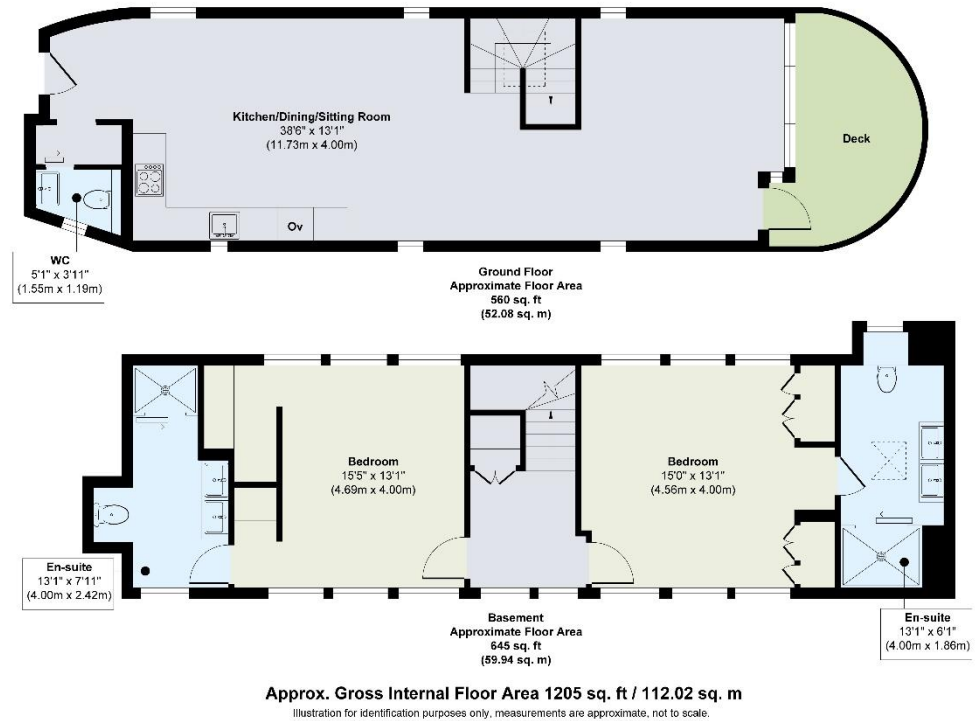 Kitchen/Dining/Sitting Room
38'6" x 13'1"
(11.73m x 4.00m)
Deck
Ov
WC
5'1" x 3'11"
(1.55m x 1.19m)
Ground Floor
Approximate Floor Area
560 sq. ft
(52.08 sq. m)
Bedroom
15'5" x 13'1"
(4.69m x 4.00m)
Bedroom
15'0" x 13'1"
(4.56m x 4.00m)
En-suite
13'1" x 7'11"
(4.00m x 2.42m)
En-suite
13'1" x 6'1"
(4.00m x 1.86m)
Basement
Approximate Floor Area
645 sq. ft
(59.94 sq. m)
Approx. Gross Internal Floor Area 1205 sq. ft / 112.02 sq. m
Illustration for identification purposes only, measurements are approximate, not to scale.